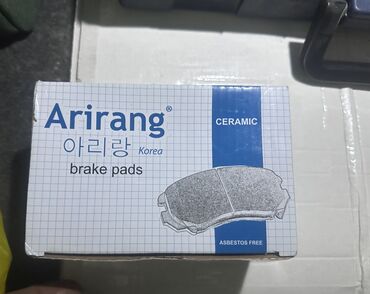 Arirang®
아리랑 Korea
brake pads
CERAMIC
ASBESTOS FREE